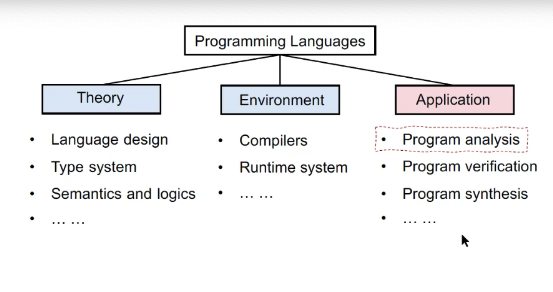 Programming Languages
Theory
• Language design
• Type system
• Semantics and logics
• ... ...
Environment
• Compilers
• Runtime system
• ... ...
Application
• Program analysis
• Program verification
• Program synthesis
• ... ...